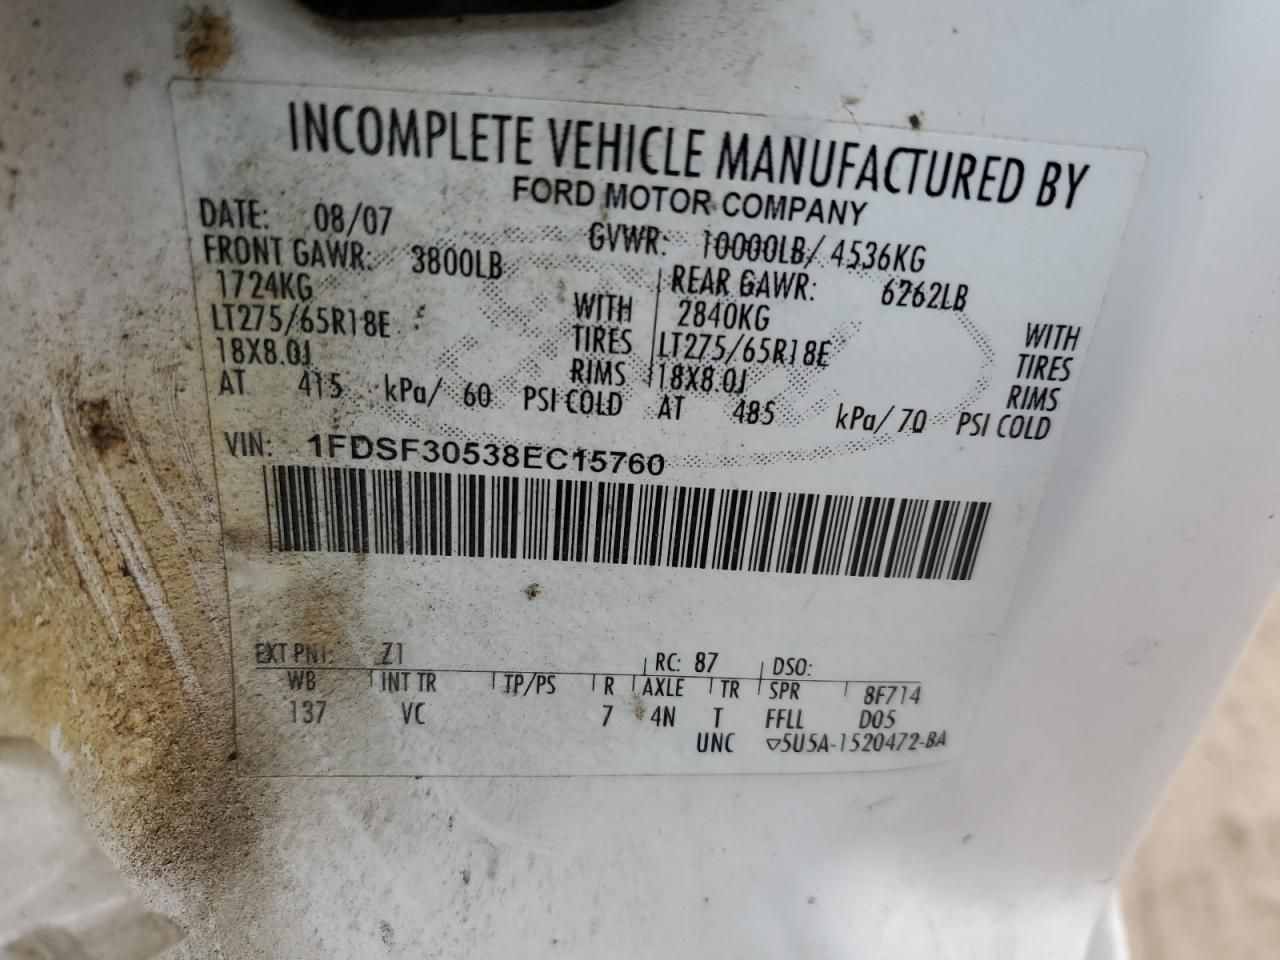 INCOMPLETE VEHICLE MANUFACTURED BY
FORD MOTOR COMPANY
DATE: 08/07 GVWR: 10000LB/ 4536KG
FRONT GAWR: 3800LB REAR GAWR: 6262LB
1724KG WITH 2840KG WITH
LT275/65R18E TIRES LT275/65R18E TIRES
18X8.0J RIMS 18X8.0J RIMS
AT 415 kPa/ 60 PSI COLD AT 485 kPa/ 70 PSI COLD
VIN: 1FDSF30538EC15760
EXT PNT: Z1 RC: 87 DSO:
WB INT TR TP/PS R AXLE TR SPR 8F714
137 VC 7 4N T FFLL D05
UNC ▽5U5A-1520472-BA